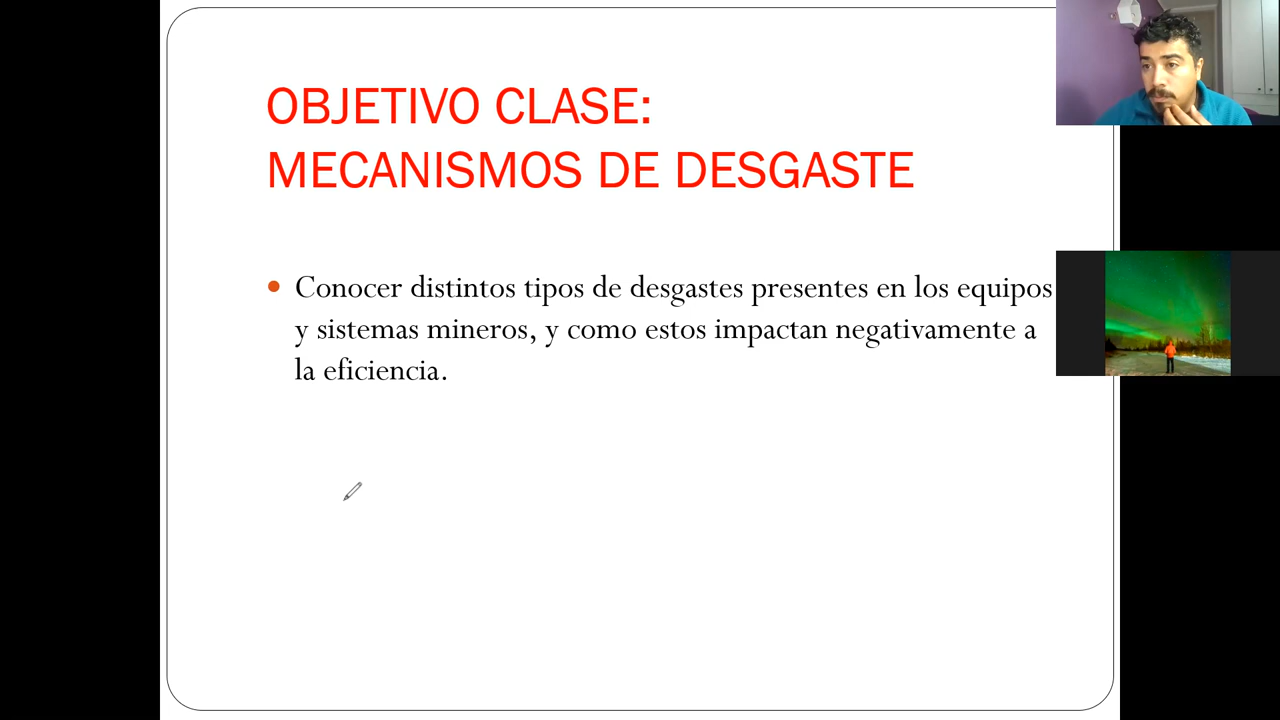 OBJETIVO CLASE:
MECANISMOS DE DESGASTE
Conocer distintos tipos de desgastes presentes en los equipos
y sistemas mineros, y como estos impactan negativamente a
la eficiencia.